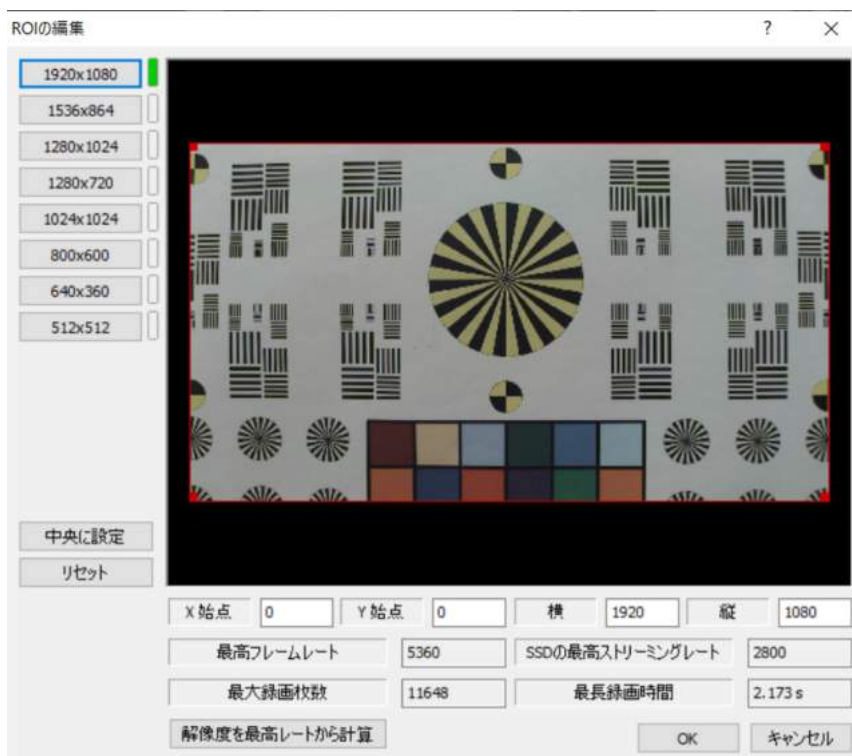 ROIの編集 ? ×
1920x1080
1536x864
1280x1024
1280x720
1024x1024
800x600
640x360
512x512
中央に設定
リセット
X 始点 0 Y 始点 0 横 1920 縦 1080
最高フレームレート 5360 SSDの最高ストリーミングレート 2800
最大録画枚数 11648 最長録画時間 2.173 s
解像度を最高レートから計算 OK キャンセル